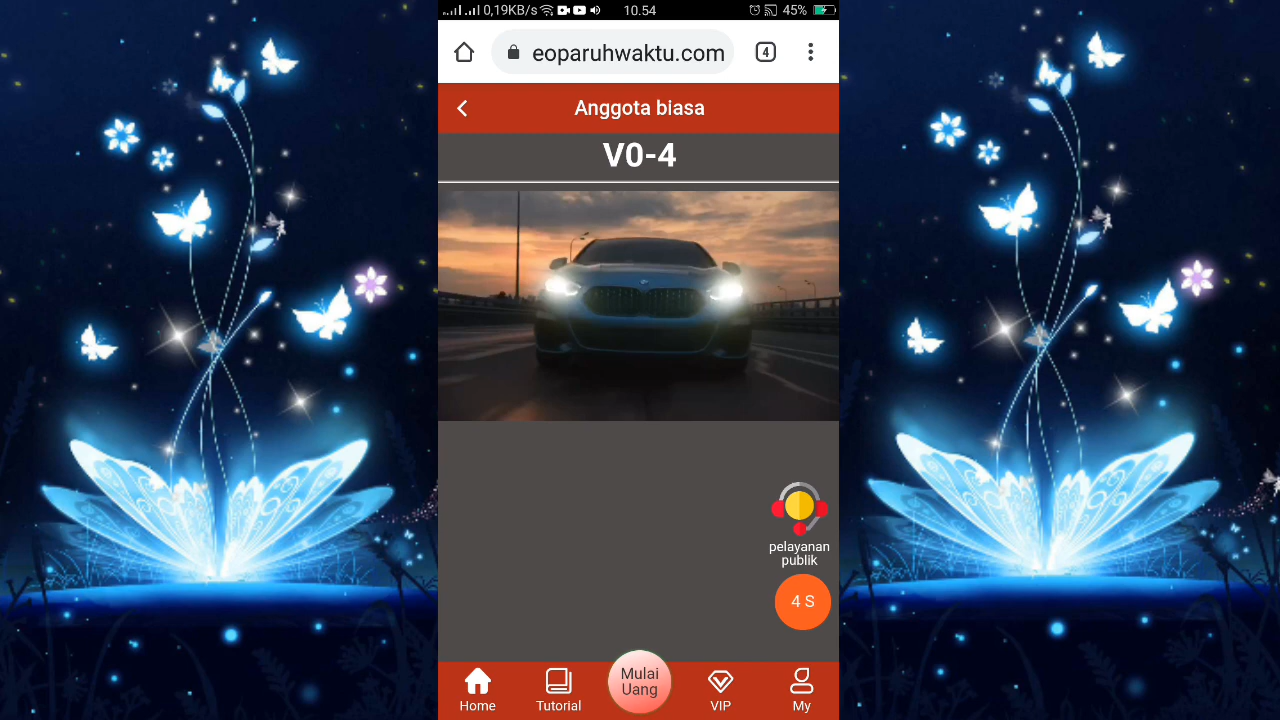 0,19KB/s 10.54 45%
eoparuhwaktu.com 4
Anggota biasa
V0-4
pelayanan
publik
4 S
Mulai
Uang
Home Tutorial VIP My